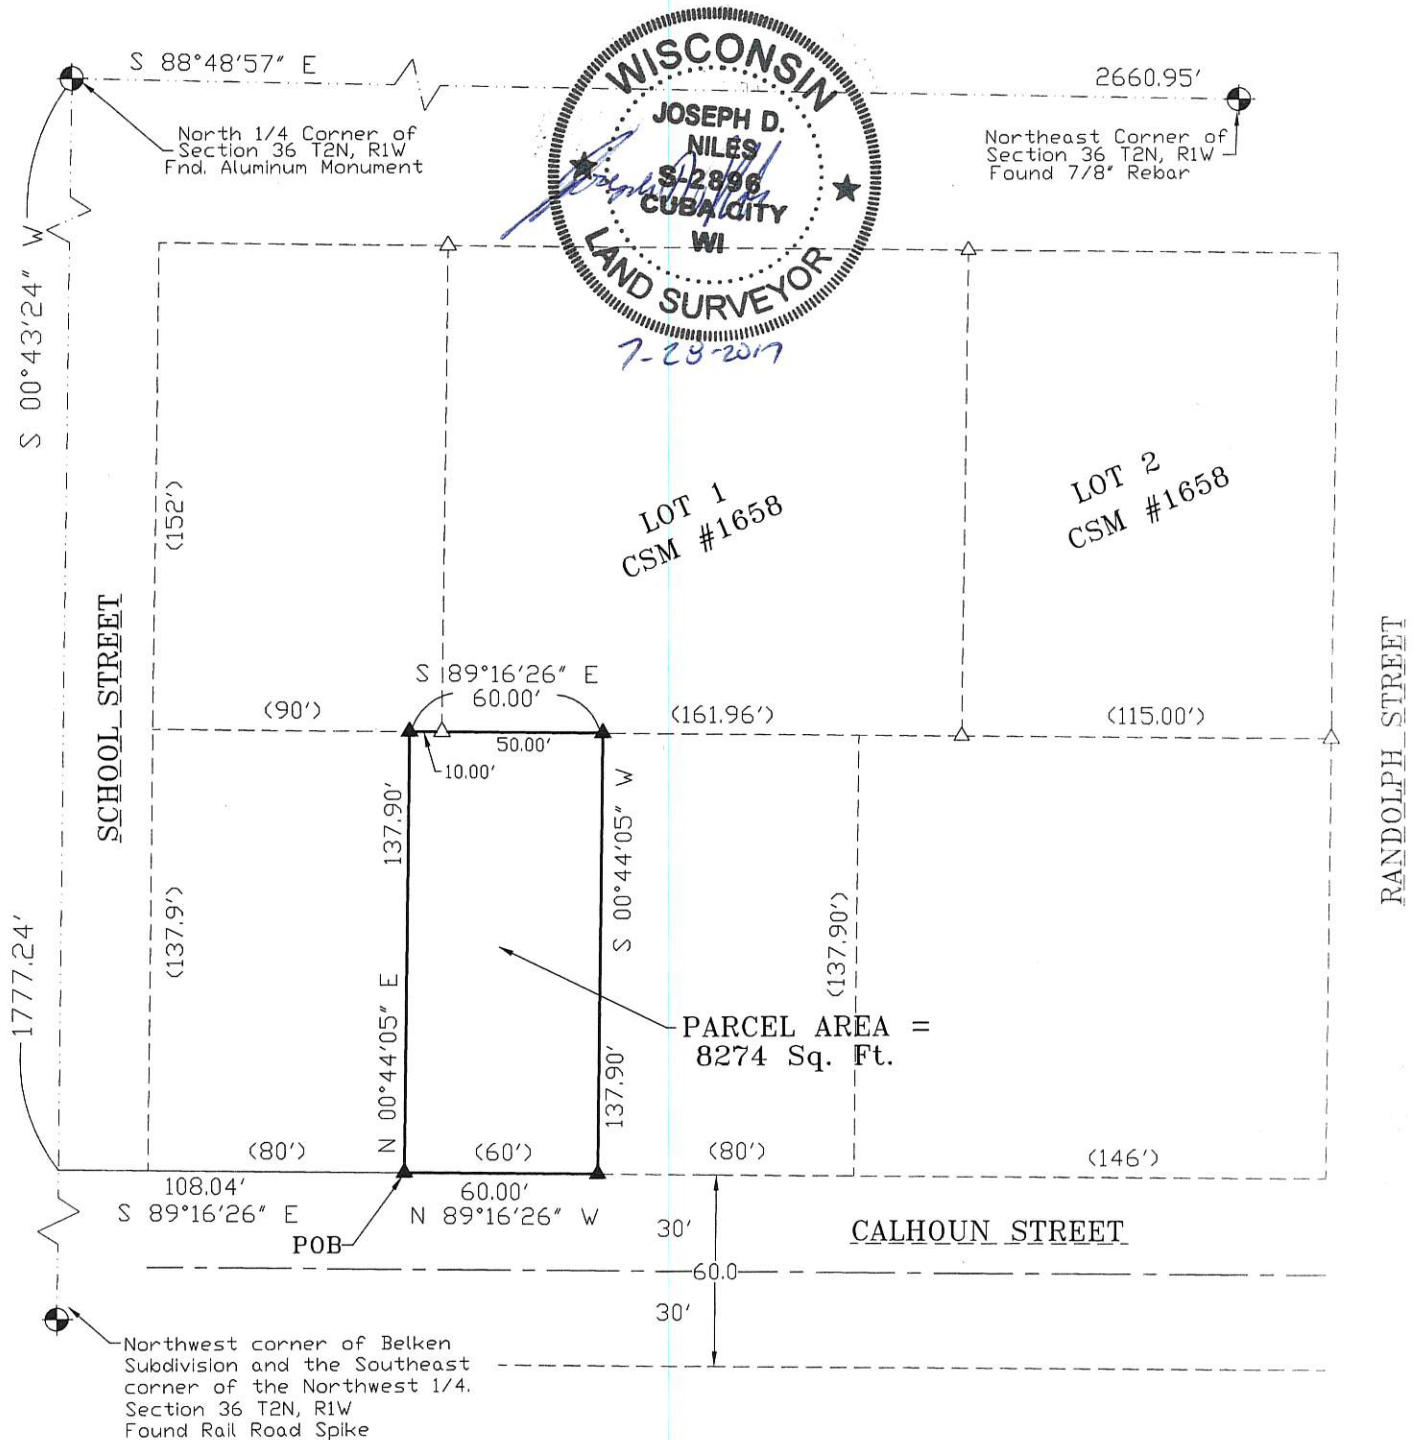 S 88°48'57" E
2660.95'
North 1/4 Corner of
Section 36 T2N, R1W
Fnd. Aluminum Monument
WISCONSIN
JOSEPH D.
NILES
S-2896
CUBA CITY
WI
LAND SURVEYOR
7-28-2017
Northeast Corner of
Section 36 T2N, R1W
Found 7/8" Rebar
S 00°43'24" W
1777.24'
(152')
LOT 1
CSM #1658
LOT 2
CSM #1658
SCHOOL STREET
RANDOLPH STREET
S 89°16'26" E
60.00'
(90')
(161.96')
(115.00')
50.00'
10.00'
137.90'
N 00°44'05" E
S 00°44'05" W
137.90'
(137.9')
(137.90')
PARCEL AREA =
8274 Sq. Ft.
(80')
(60')
(80')
(146')
108.04'
S 89°16'26" E
60.00'
N 89°16'26" W
POB
30'
60.0
30'
CALHOUN STREET
Northwest corner of Belken
Subdivision and the Southeast
corner of the Northwest 1/4.
Section 36 T2N, R1W
Found Rail Road Spike